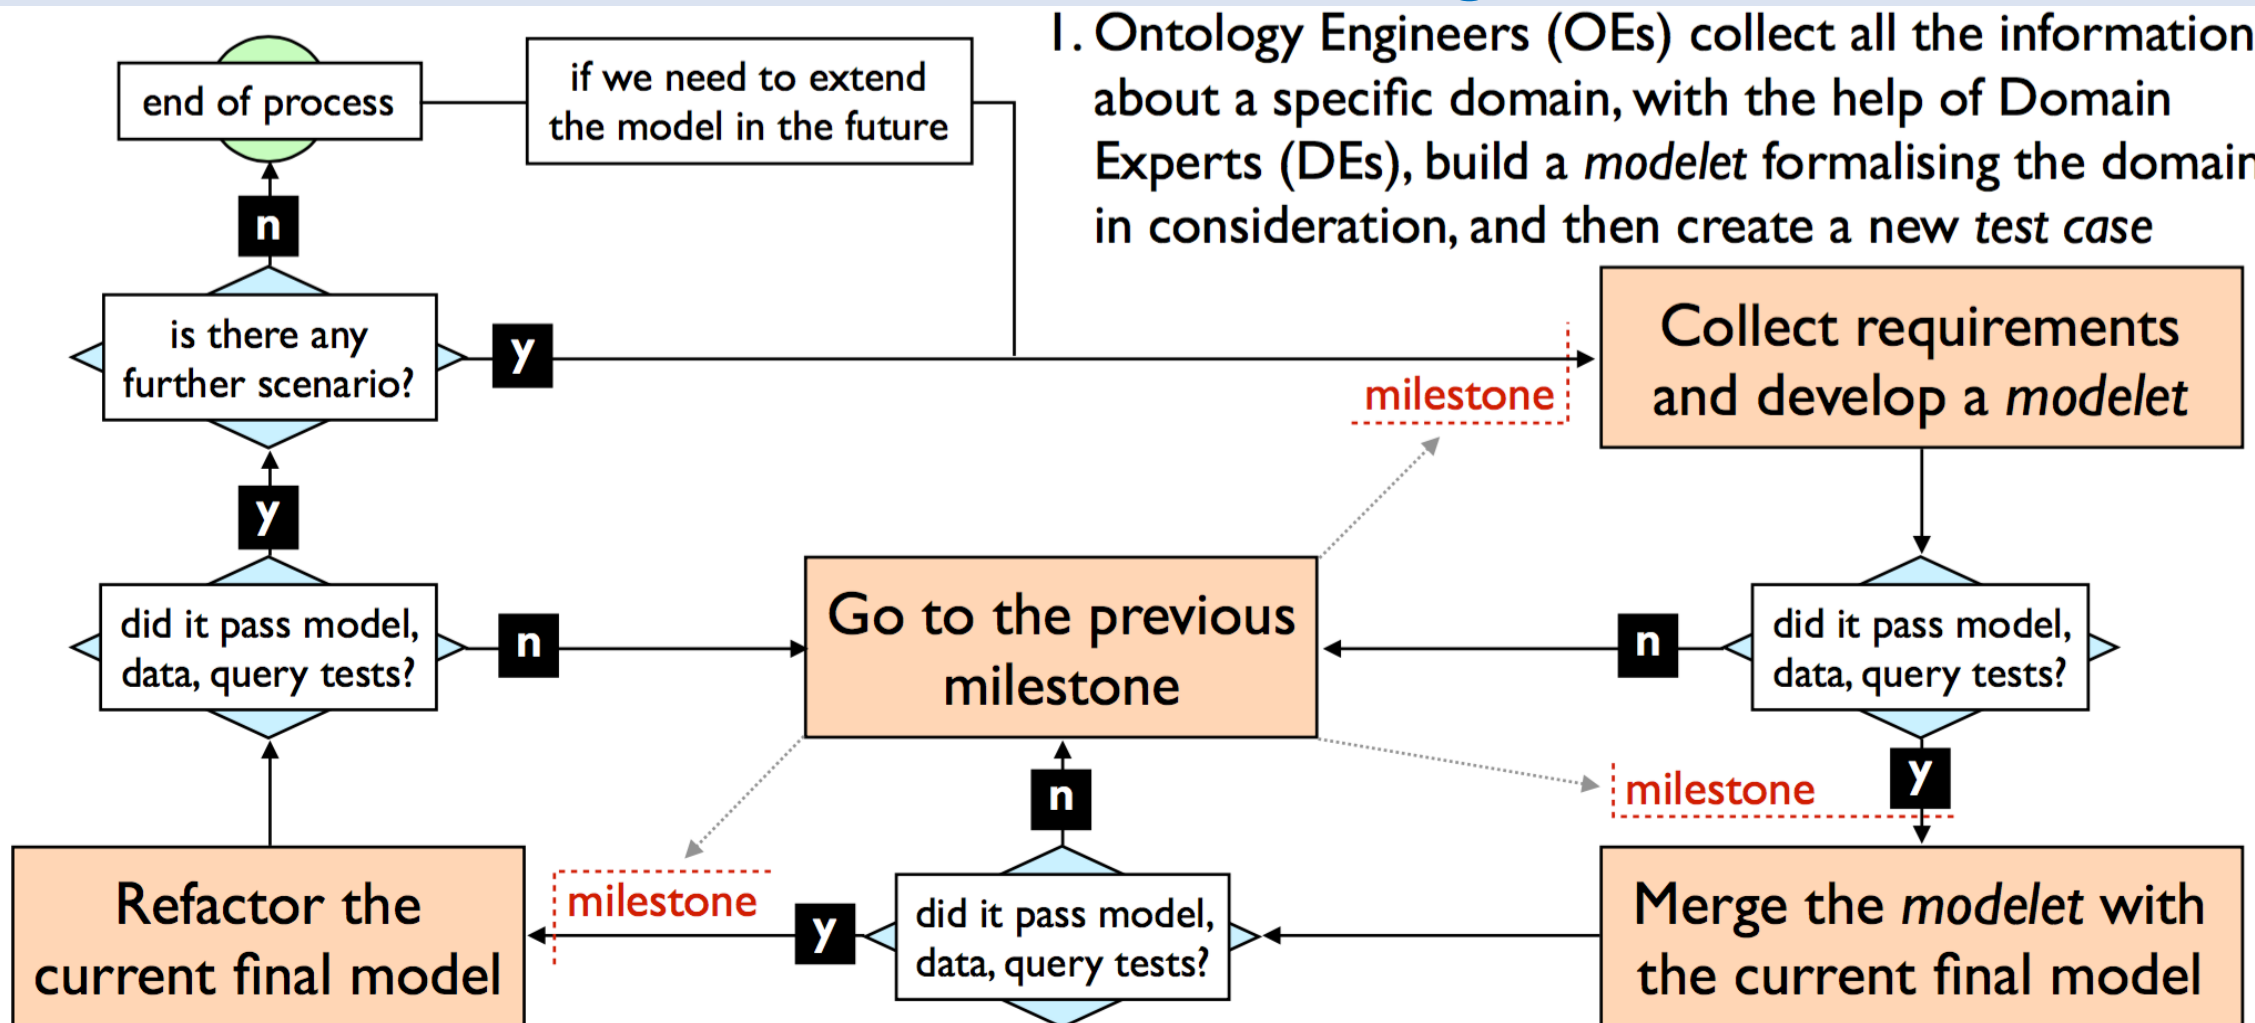 1. Ontology Engineers (OEs) collect all the information
about a specific domain, with the help of Domain
Experts (DEs), build a modelet formalising the domain
in consideration, and then create a new test case
end of process
if we need to extend
the model in the future
n
is there any
further scenario?
y
milestone
Collect requirements
and develop a modelet
y
did it pass model,
data, query tests?
n
Go to the previous
milestone
n
did it pass model,
data, query tests?
y
milestone
n
Refactor the
current final model
milestone
y
did it pass model,
data, query tests?
Merge the modelet with
the current final model